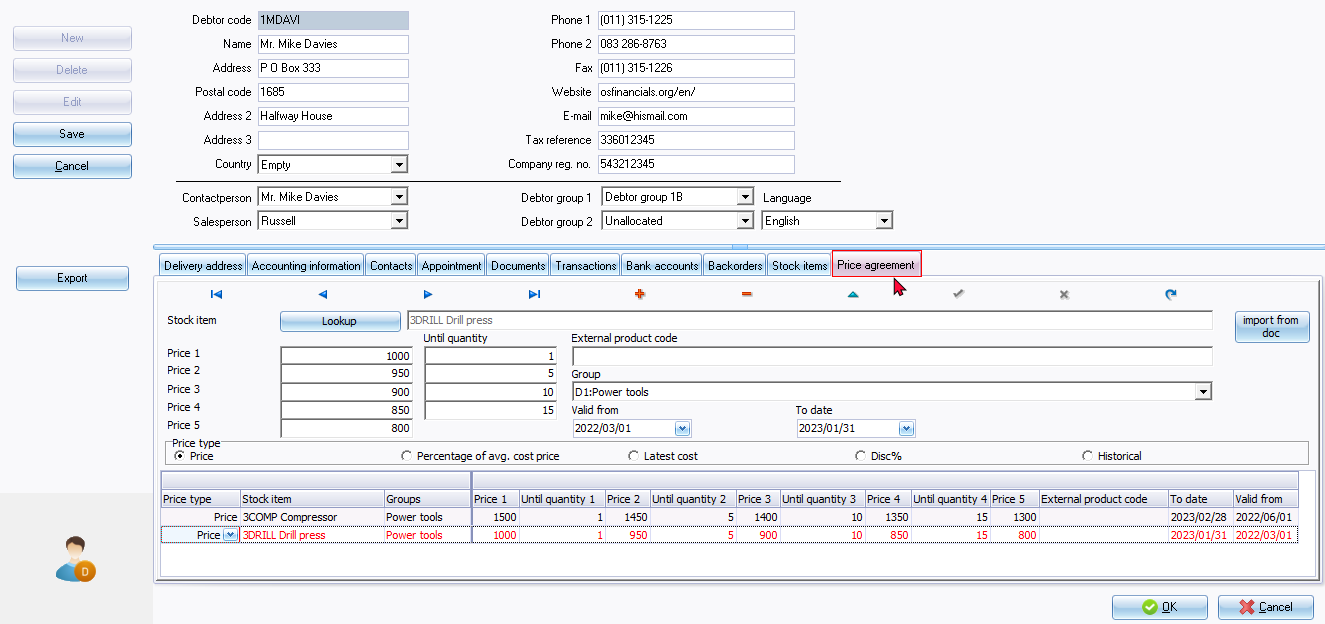 New
Delete
Edit
Save
Cancel
Export
Debtor code 1MDAVI
Name Mr. Mike Davies
Address P O Box 333
Postal code 1685
Address 2 Halfway House
Address 3
Country Empty
Phone 1 (011) 315-1225
Phone 2 083 286-8763
Fax (011) 315-1226
Website osfinancials.org/en/
E-mail mike@hismail.com
Tax reference 336012345
Company reg. no. 543212345
Contactperson Mr. Mike Davies Debtor group 1 Debtor group 1B Language
Salesperson Russell Debtor group 2 Unallocated English
Delivery address Accounting information Contacts Appointment Documents Transactions Bank accounts Backorders Stock items Price agreement
Stock item Lookup 3DRILL Drill press import from
doc
Until quantity External product code
Price 1 1000 1
Price 2 950 5
Group
Price 3 900 10 D1:Power tools
Price 4 850 15 Valid from To date
Price 5 800 2022/03/01 2023/01/31
Price type
Price Percentage of avg. cost price Latest cost Disc% Historical
Price type Stock item Groups Price 1 Until quantity 1 Price 2 Until quantity 2 Price 3 Until quantity 3 Price 4 Until quantity 4 Price 5 External product code To date Valid from
Price 3COMP Compressor Power tools 1500 1 1450 5 1400 10 1350 15 1300 2023/02/28 2022/06/01
Price 3DRILL Drill press Power tools 1000 1 950 5 900 10 850 15 800 2023/01/31 2022/03/01
D
OK Cancel